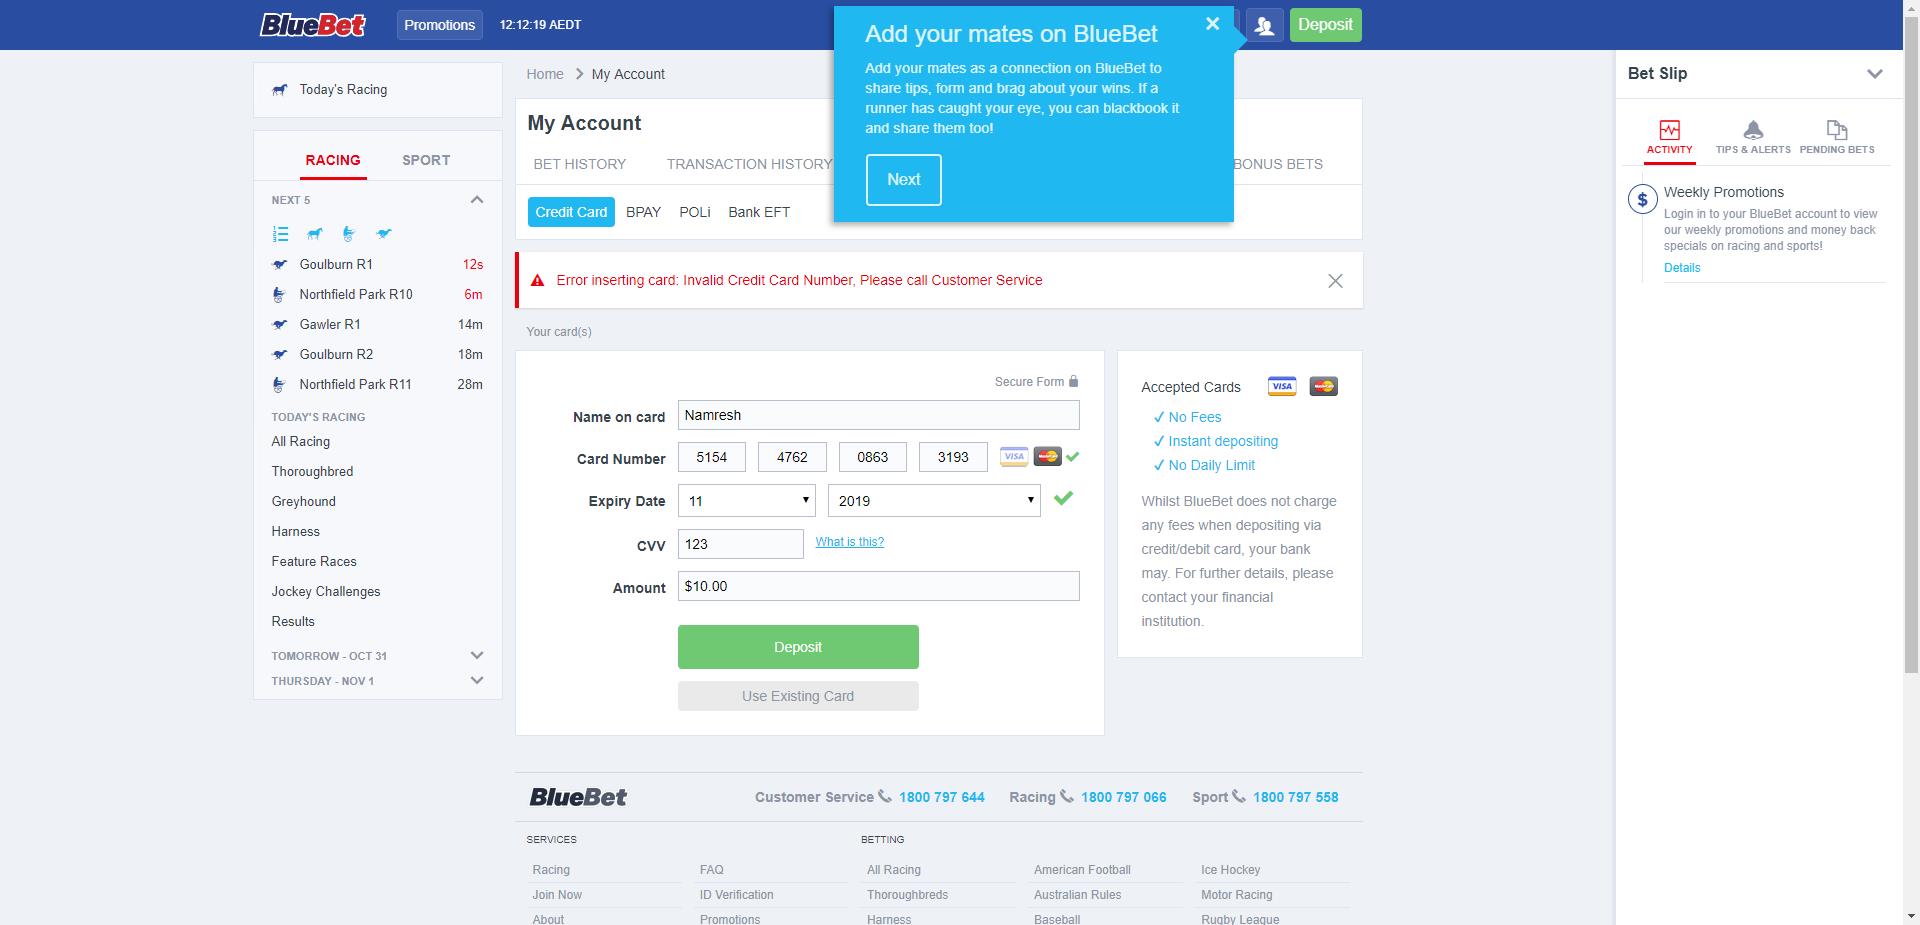 BlueBet
Promotions
12:12:19 AEDT
Deposit
Add your mates on BlueBet
Add your mates as a connection on BlueBet to
share tips, form and brag about your wins. If a
runner has caught your eye, you can blackbook it
and share them too!
Next
Today's Racing
RACING
SPORT
NEXT 5
Goulburn R1 12s
Northfield Park R10 6m
Gawler R1 14m
Goulburn R2 18m
Northfield Park R11 28m
TODAY'S RACING
All Racing
Thoroughbred
Greyhound
Harness
Feature Races
Jockey Challenges
Results
TOMORROW - OCT 31
THURSDAY - NOV 1
Home > My Account
My Account
BET HISTORY TRANSACTION HISTORY BONUS BETS
Credit Card BPAY POLi Bank EFT
Error inserting card: Invalid Credit Card Number, Please call Customer Service
Your card(s)
Secure Form
Name on card Namresh
Card Number 5154 4762 0863 3193 VISA MasterCard
Expiry Date 11 2019
CVV 123 What is this?
Amount $10.00
Deposit
Use Existing Card
Accepted Cards VISA MasterCard
✓ No Fees
✓ Instant depositing
✓ No Daily Limit
Whilst BlueBet does not charge
any fees when depositing via
credit/debit card, your bank
may. For further details, please
contact your financial
institution.
Bet Slip
ACTIVITY TIPS & ALERTS PENDING BETS
$
Weekly Promotions
Login in to your BlueBet account to view
our weekly promotions and money back
specials on racing and sports!
Details
BlueBet Customer Service 1800 797 644 Racing 1800 797 066 Sport 1800 797 558
SERVICES BETTING
Racing FAQ All Racing American Football Ice Hockey
Join Now ID Verification Thoroughbreds Australian Rules Motor Racing
About Promotions Harness Baseball Rugby League